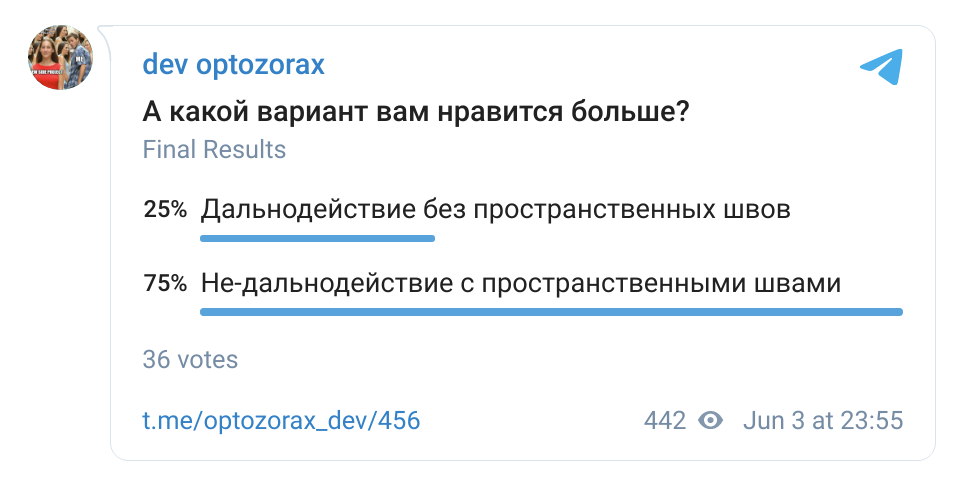 dev optozorax
А какой вариант вам нравится больше?
Final Results
25% Дальнодействие без пространственных швов
75% Не-дальнодействие с пространственными швами
36 votes
t.me/optozorax_dev/456 442 Jun 3 at 23:55